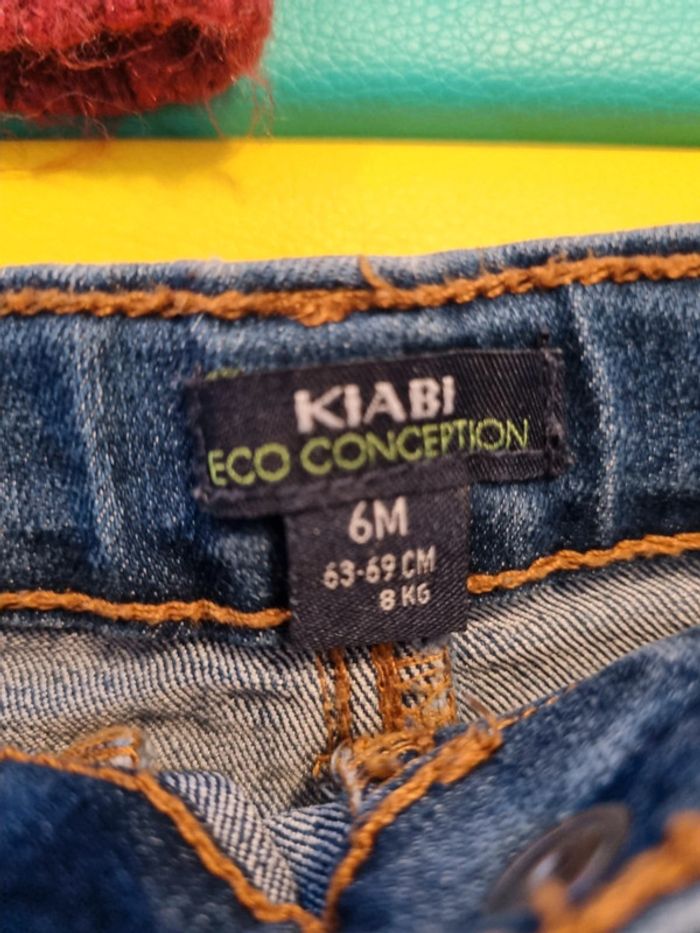 KIABI
ECO CONCEPTION
6M
63-69 CM
8 KG